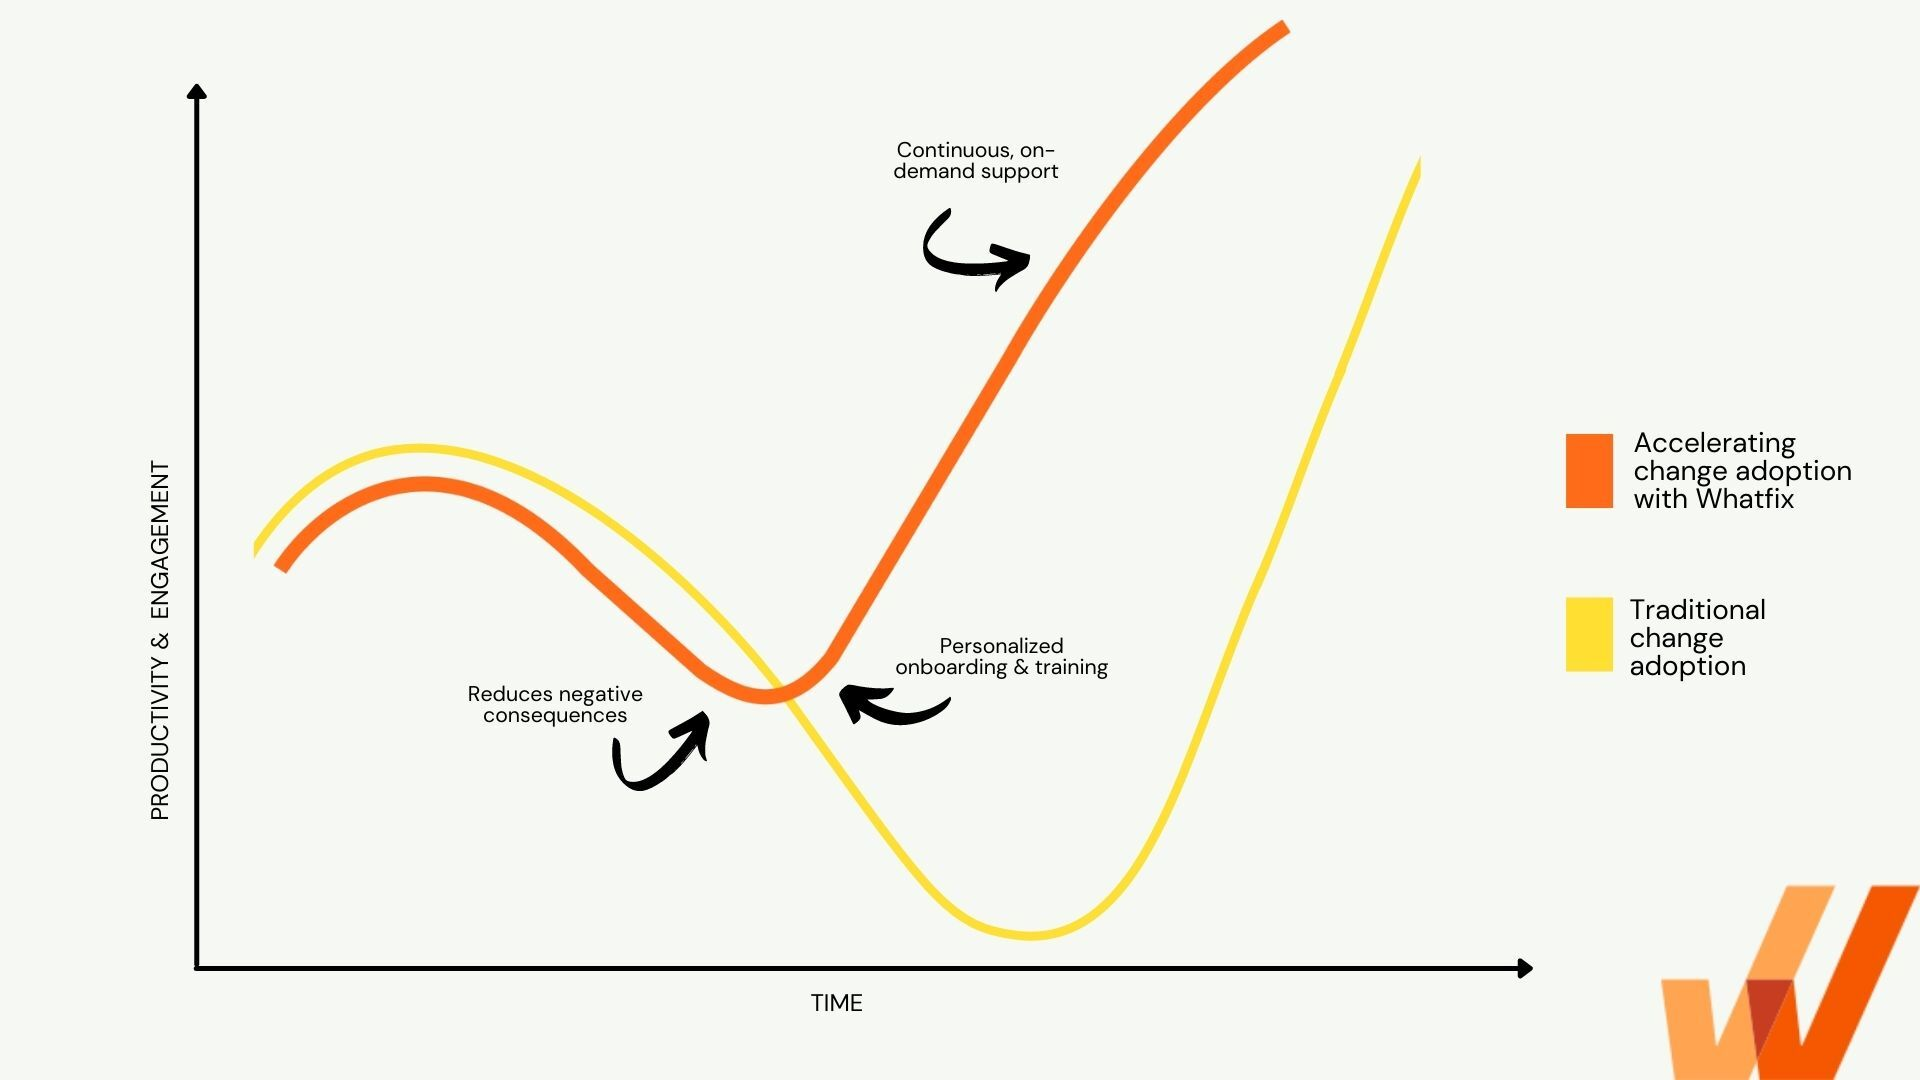 Continuous, on-
demand support
Accelerating
change adoption
with Whatfix
PRODUCTIVITY & ENGAGEMENT
Traditional
change
adoption
Personalized
onboarding & training
Reduces negative
consequences
TIME